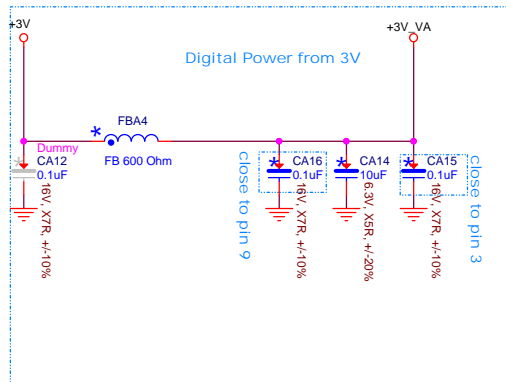 +3V
+3V_VA
Digital Power from 3V
FBA4
*
Dummy
FB 600 Ohm
*
CA12
0.1uF
16V, X7R, +/-10%
close to pin 9
*
CA16
0.1uF
16V, X7R, +/-10%
*
CA14
10uF
6.3V, X5R, +/-20%
*
CA15
0.1uF
16V, X7R, +/-10%
close to pin 3